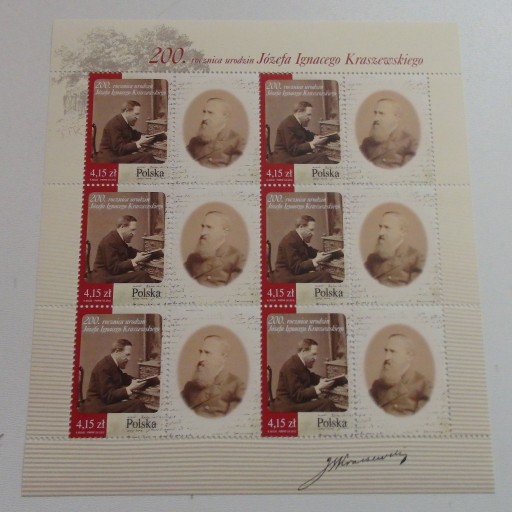 200. rocznica urodzin Józefa Ignacego Kraszewskiego
200. rocznica urodzin
Józefa Ignacego Kraszewskiego
4,15 zł
Polska
200. rocznica urodzin
Józefa Ignacego Kraszewskiego
4,15 zł
Polska
200. rocznica urodzin
Józefa Ignacego Kraszewskiego
4,15 zł
Polska
200. rocznica urodzin
Józefa Ignacego Kraszewskiego
4,15 zł
Polska
200. rocznica urodzin
Józefa Ignacego Kraszewskiego
4,15 zł
Polska
200. rocznica urodzin
Józefa Ignacego Kraszewskiego
4,15 zł
Polska
JIKraszewski